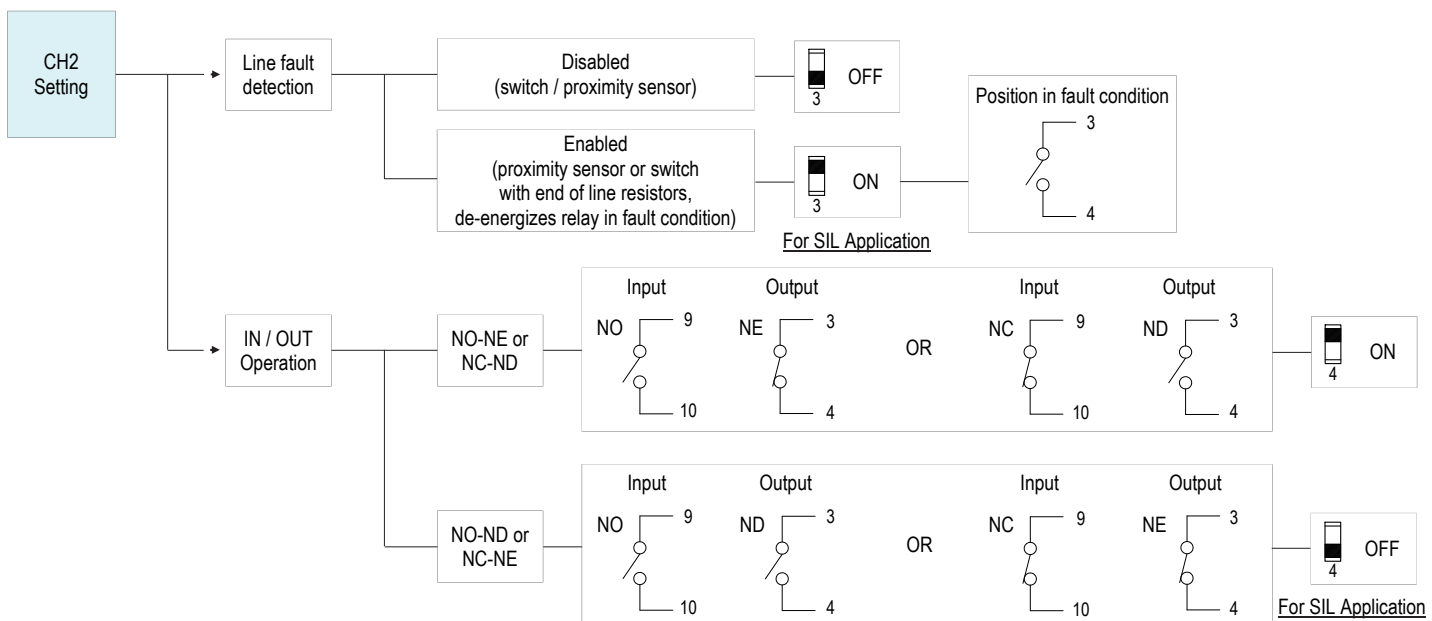 CH2
Setting
Line fault
detection
Disabled
(switch / proximity sensor)
3
OFF
Enabled
(proximity sensor or switch
with end of line resistors,
de-energizes relay in fault condition)
3
ON
For SIL Application
Position in fault condition
3
4
IN / OUT
Operation
NO-NE or
NC-ND
Input
Output
Input
Output
NO
9
10
NE
3
4
OR
NC
9
10
ND
3
4
4
ON
NO-ND or
NC-NE
Input
Output
Input
Output
NO
9
10
ND
3
4
OR
NC
9
10
NE
3
4
4
OFF
For SIL Application